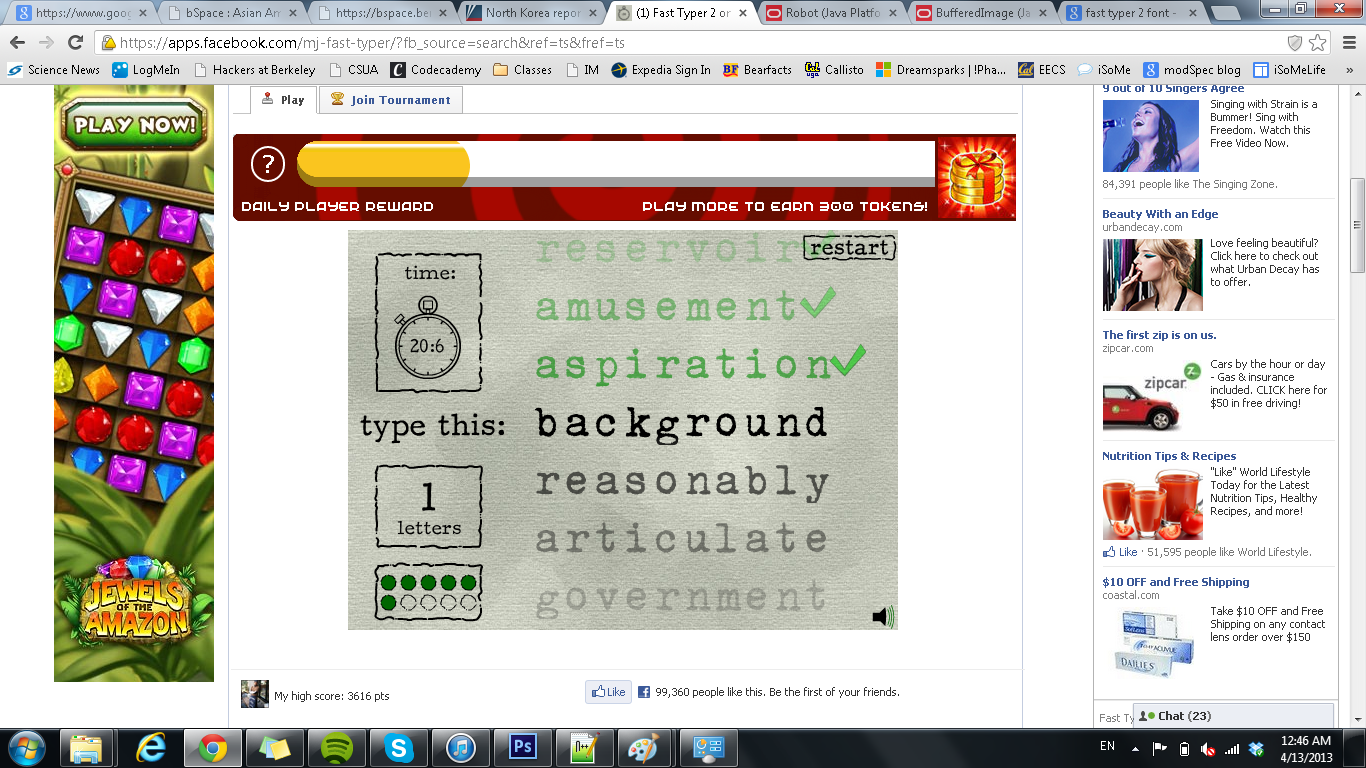 https://www.goog
bSpace : Asian Am
https://bspace.be
North Korea repor
(1) Fast Typer 2 on
Robot (Java Platfo
BufferedImage (Ja
fast typer 2 font -
https://apps.facebook.com/mj-fast-typer/?fb_source=search&ref=ts&fref=ts
Science News
LogMeIn
Hackers at Berkeley
CSUA
Codecademy
Classes
IM
Expedia Sign In
Bearfacts
Callisto
Dreamsparks | !Pha...
EECS
iSoMe
modSpec blog
iSoMeLife
»
PLAY NOW!
JEWELS
OF THE
AMAZON
Play
Join Tournament
?
DAILY PLAYER REWARD
PLAY MORE TO EARN 300 TOKENS!
restart
time:
20:6
reservoir
amusement
aspiration
type this:
background
1
letters
reasonably
articulate
government
My high score: 3616 pts
Like
99,360 people like this. Be the first of your friends.
9 out of 10 Singers Agree
Singing with Strain is a
Bummer! Sing with
Freedom. Watch this
Free Video Now.
84,391 people like The Singing Zone.
Beauty With an Edge
urbandecay.com
Love feeling beautiful?
Click here to check out
what Urban Decay has
to offer.
The first zip is on us.
zipcar.com
zipcar
Z
Cars by the hour or day
- Gas & insurance
included. CLICK here for
$50 in free driving!
Nutrition Tips & Recipes
"Like" World Lifestyle
Today for the Latest
Nutrition Tips, Healthy
Recipes, and more!
Like · 51,595 people like World Lifestyle.
$10 OFF and Free Shipping
coastal.com
Take $10 OFF and Free
Shipping on any contact
lens order over $150
DAILIES
Fast Ty
Chat (23)
EN
12:46 AM
4/13/2013